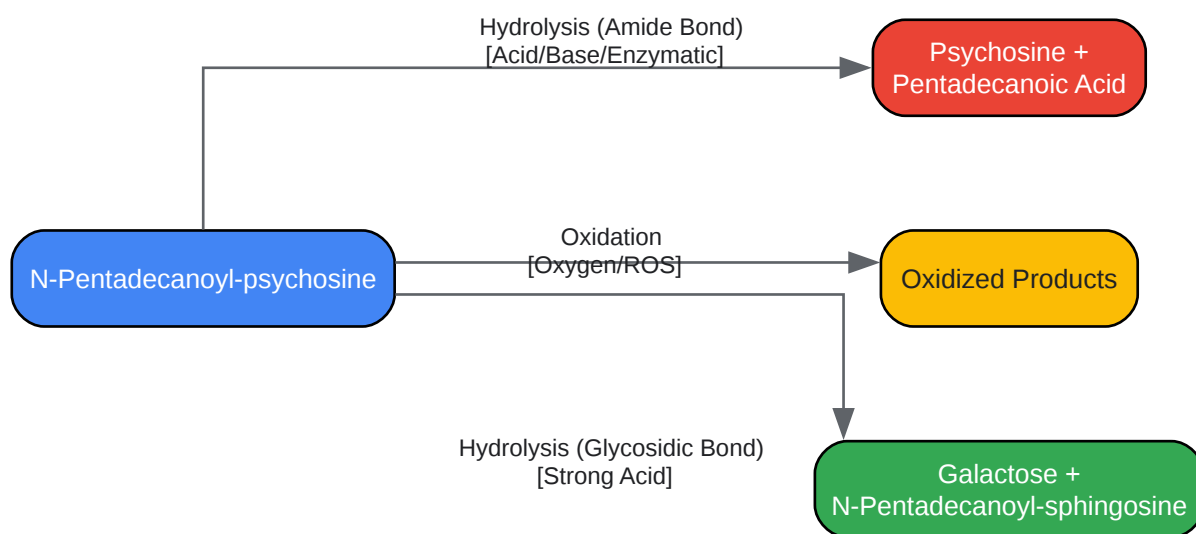 Hydrolysis (Amide Bond)
[Acid/Base/Enzymatic]
Psychosine +
Pentadecanoic Acid
N-Pentadecanoyl-psychosine
Oxidation
[Oxygen/ROS]
Oxidized Products
Hydrolysis (Glycosidic Bond)
[Strong Acid]
Galactose +
N-Pentadecanoyl-sphingosine